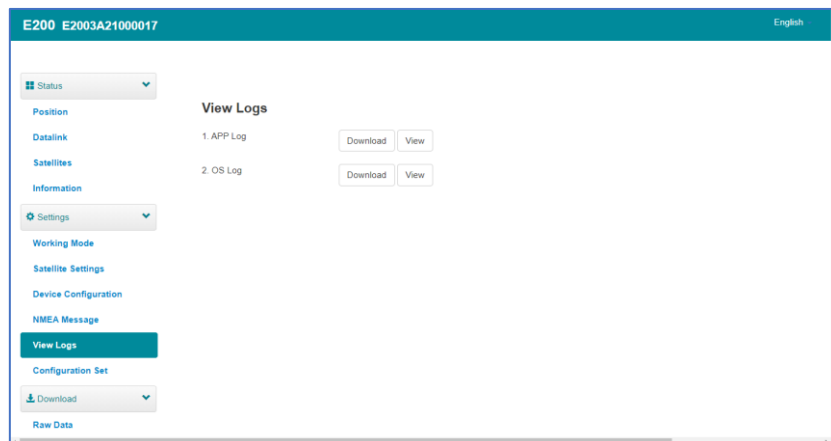 E200 E2003A21000017
English
Status
Position
Datalink
Satellites
Information
Settings
Working Mode
Satellite Settings
Device Configuration
NMEA Message
View Logs
Configuration Set
Download
Raw Data
View Logs
1. APP Log Download View
2. OS Log Download View